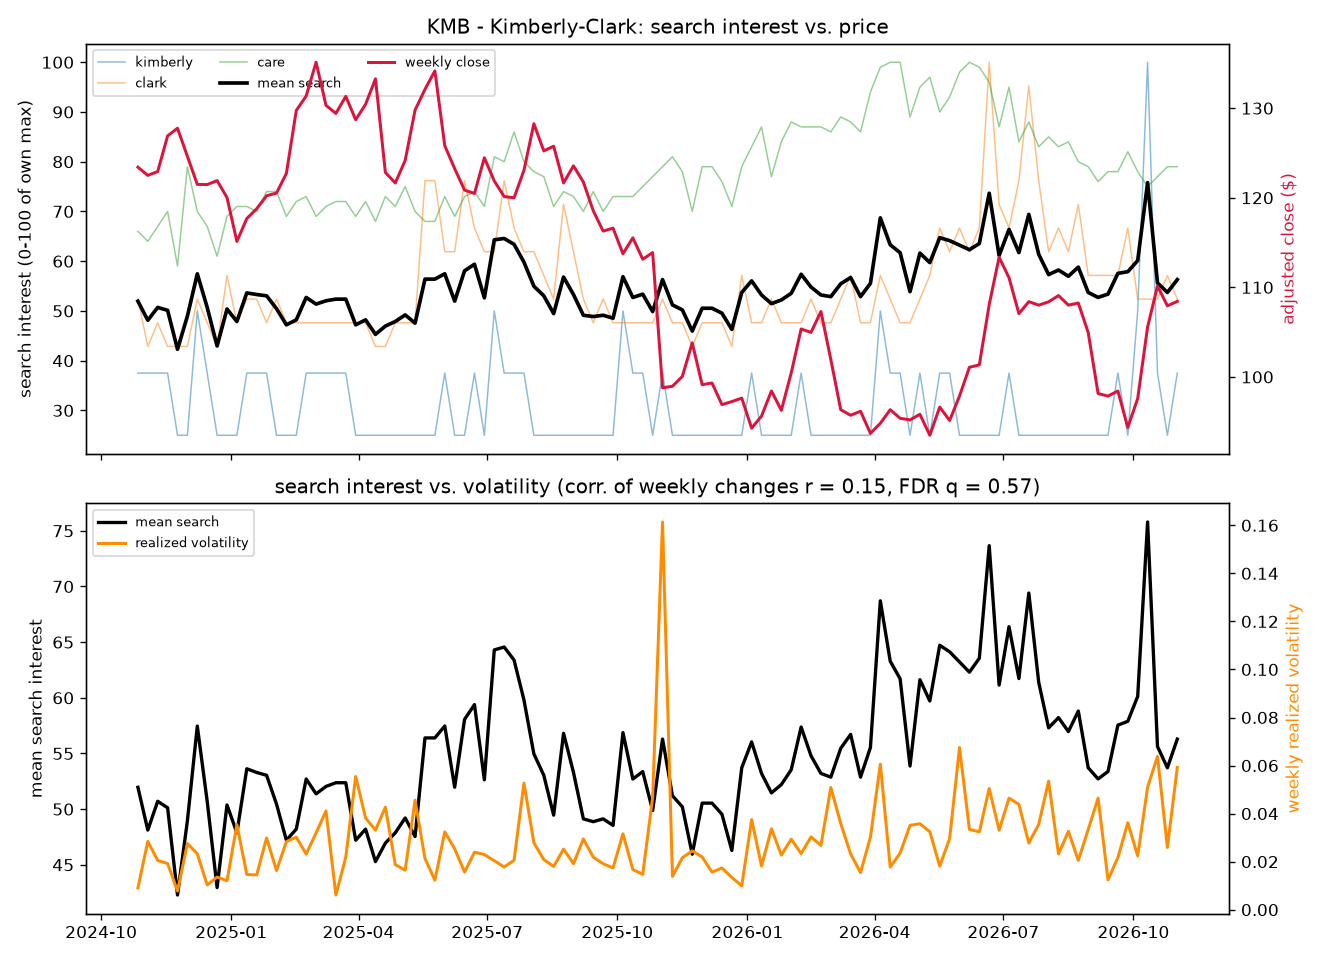 KMB - Kimberly-Clark: search interest vs. price
kimberly
clark
care
mean search
weekly close
100
90
80
70
60
50
40
30
search interest (0-100 of own max)
130
120
110
100
adjusted close ($)
search interest vs. volatility (corr. of weekly changes r = 0.15, FDR q = 0.57)
mean search
realized volatility
75
70
65
60
55
50
45
mean search interest
0.16
0.14
0.12
0.10
0.08
0.06
0.04
0.02
0.00
weekly realized volatility
2024-10 2025-01 2025-04 2025-07 2025-10 2026-01 2026-04 2026-07 2026-10